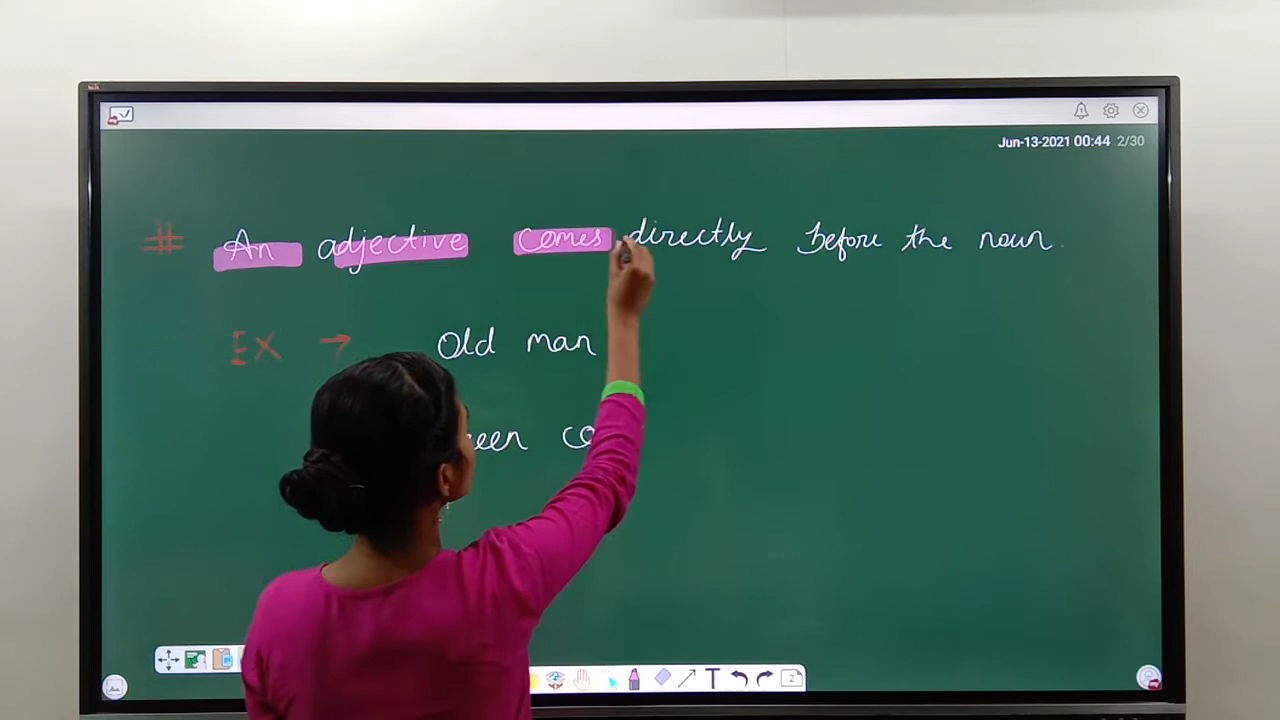 Jun-13-2021 00:44 2/30
# An adjective comes directly before the noun.
EX → Old man